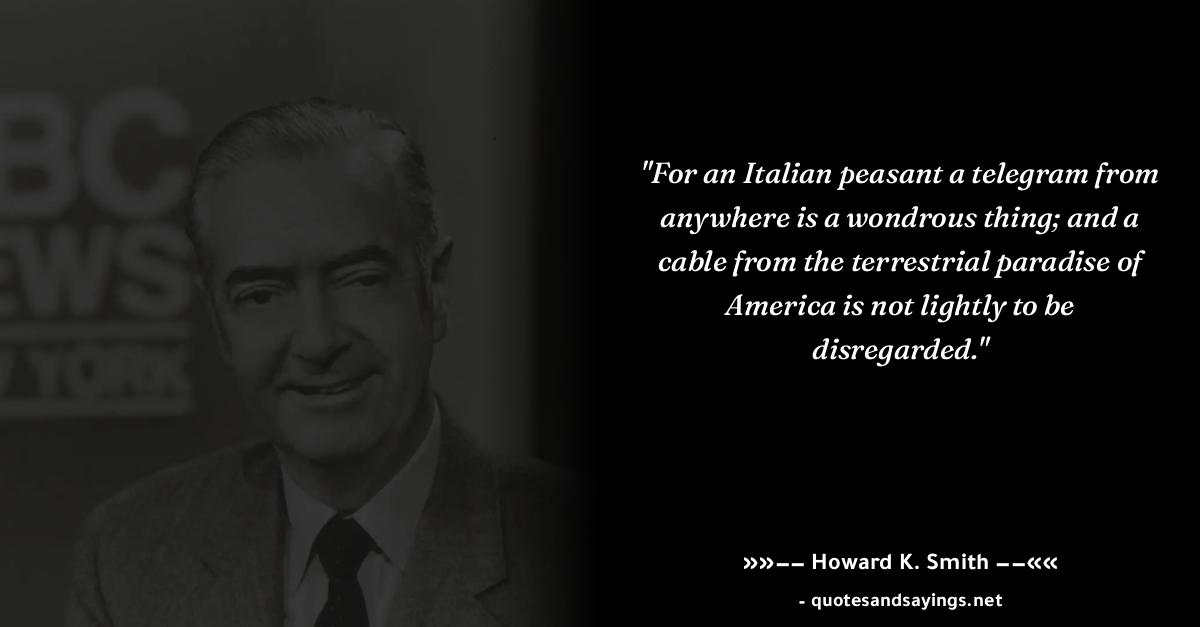 BC
EWS
YORK
"For an Italian peasant a telegram from
anywhere is a wondrous thing; and a
cable from the terrestrial paradise of
America is not lightly to be
disregarded."
»»−− Howard K. Smith −−««
- quotesandsayings.net